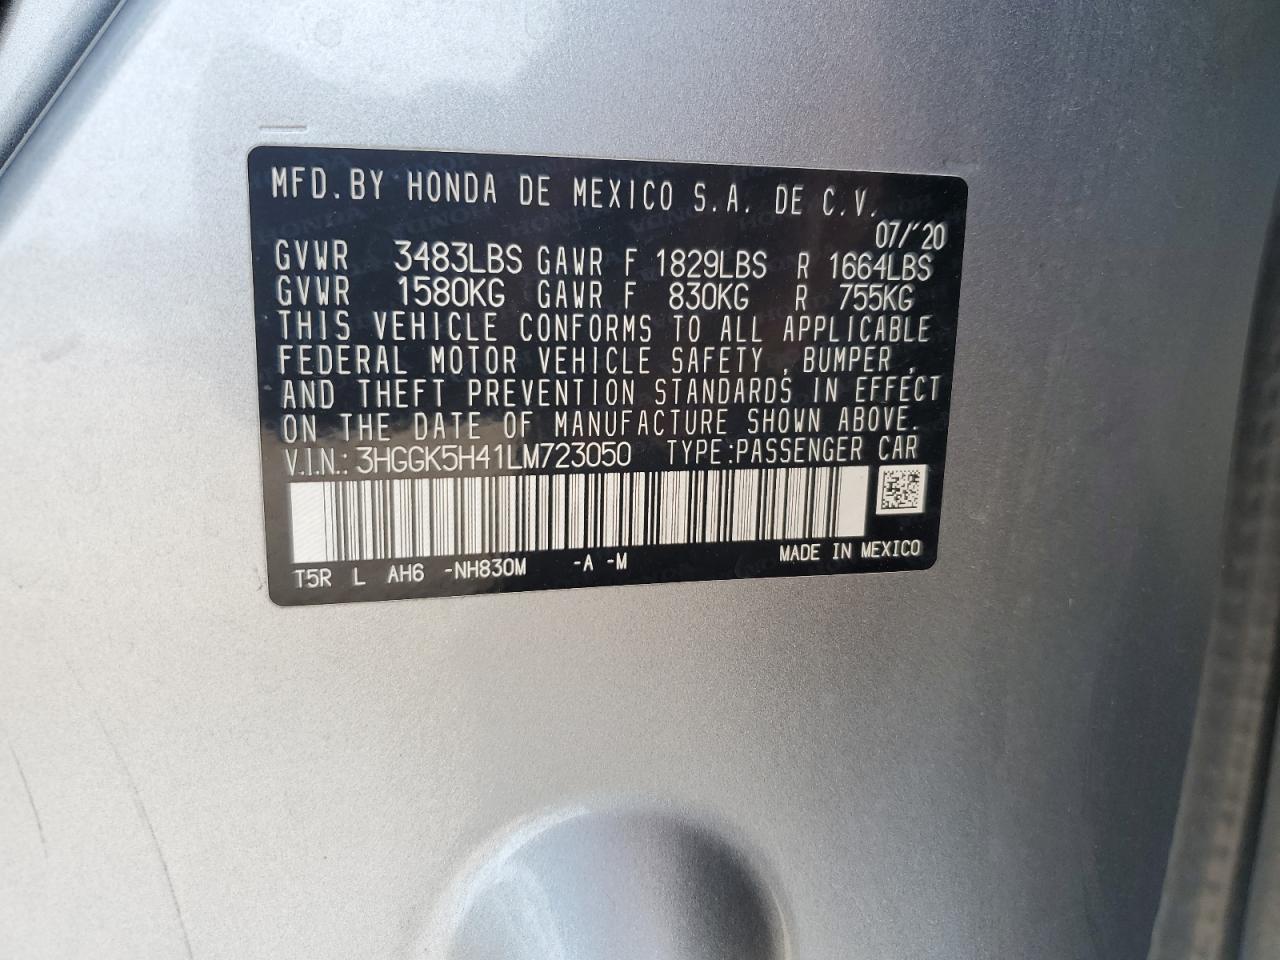 MFD.BY HONDA DE MEXICO S.A. DE C.V.
07/'20
GVWR 3483LBS GAWR F 1829LBS R 1664LBS
GVWR 1580KG GAWR F 830KG R 755KG
THIS VEHICLE CONFORMS TO ALL APPLICABLE
FEDERAL MOTOR VEHICLE SAFETY , BUMPER ,
AND THEFT PREVENTION STANDARDS IN EFFECT
ON THE DATE OF MANUFACTURE SHOWN ABOVE.
V.I.N.: 3HGGK5H41LM723050 TYPE:PASSENGER CAR
MADE IN MEXICO
T5R L AH6 -NH830M -A -M